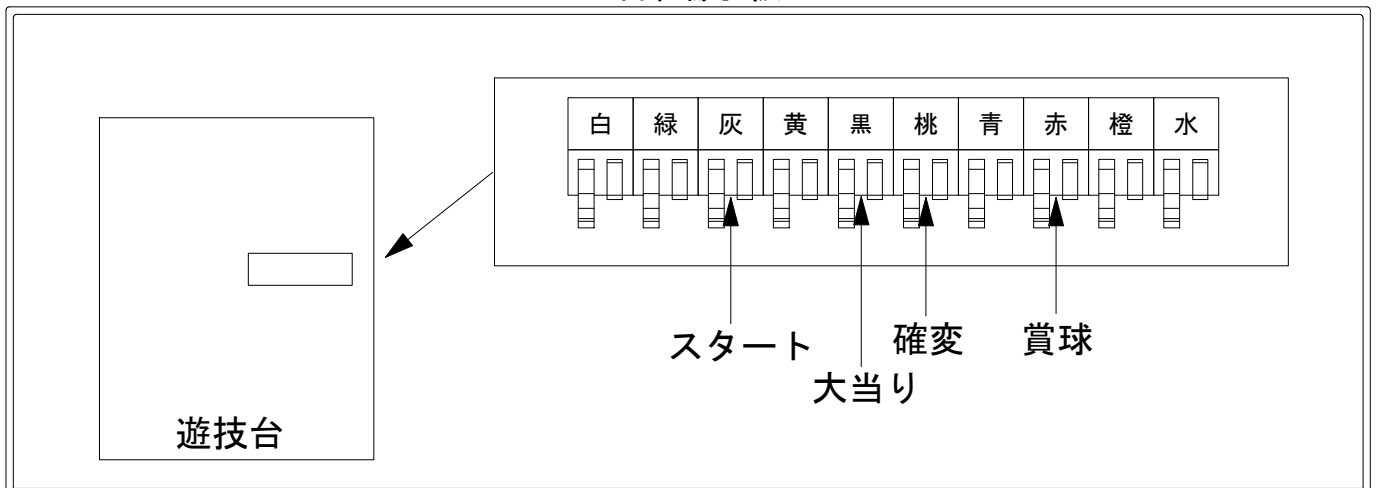 白 緑 灰 黄 黒 桃 青 赤 橙 水
スタート
大当り
確変
賞球
遊技台